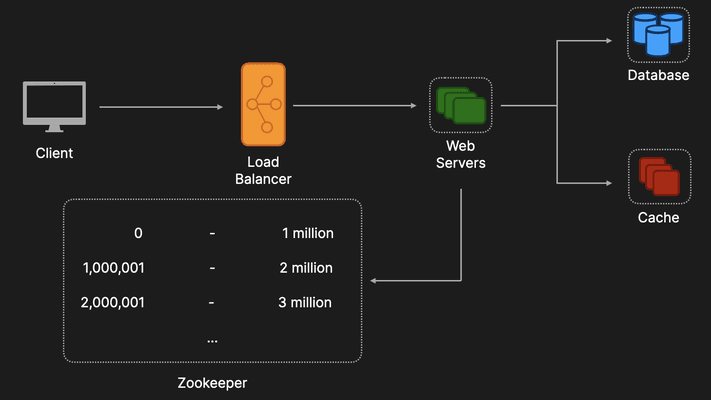 Database
Client
Load
Balancer
Web
Servers
Cache
0 - 1 million
1,000,001 - 2 million
2,000,001 - 3 million
...
Zookeeper